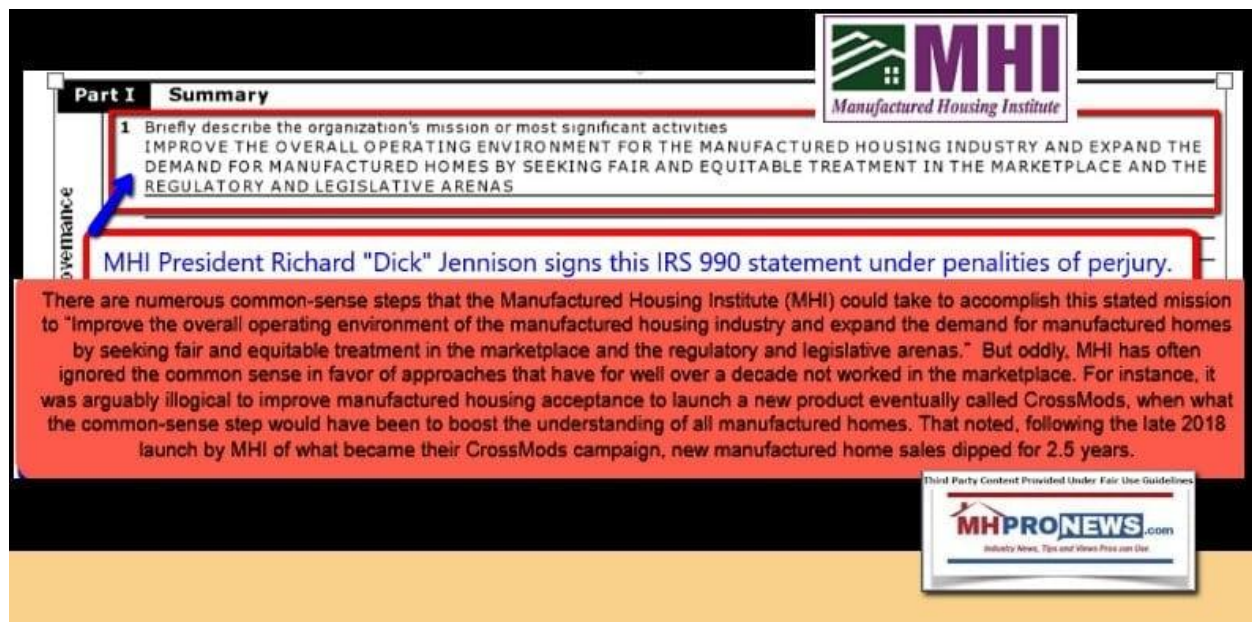 MHI
Manufactured Housing Institute
Part I Summary
1 Briefly describe the organization's mission or most significant activities
IMPROVE THE OVERALL OPERATING ENVIRONMENT FOR THE MANUFACTURED HOUSING INDUSTRY AND EXPAND THE
DEMAND FOR MANUFACTURED HOMES BY SEEKING FAIR AND EQUITABLE TREATMENT IN THE MARKETPLACE AND THE
REGULATORY AND LEGISLATIVE ARENAS
vernance
MHI President Richard "Dick" Jennison signs this IRS 990 statement under penalities of perjury.
There are numerous common-sense steps that the Manufactured Housing Institute (MHI) could take to accomplish this stated mission
to "Improve the overall operating environment of the manufactured housing industry and expand the demand for manufactured homes
by seeking fair and equitable treatment in the marketplace and the regulatory and legislative arenas." But oddly, MHI has often
ignored the common sense in favor of approaches that have for well over a decade not worked in the marketplace. For instance, it
was arguably illogical to improve manufactured housing acceptance to launch a new product eventually called CrossMods, when what
the common-sense step would have been to boost the understanding of all manufactured homes. That noted, following the late 2018
launch by MHI of what became their CrossMods campaign, new manufactured home sales dipped for 2.5 years.
Third Party Content Provided Under Fair Use Guidelines
MHPRONEWS.com
Industry News, Tips and Views Pros can Use